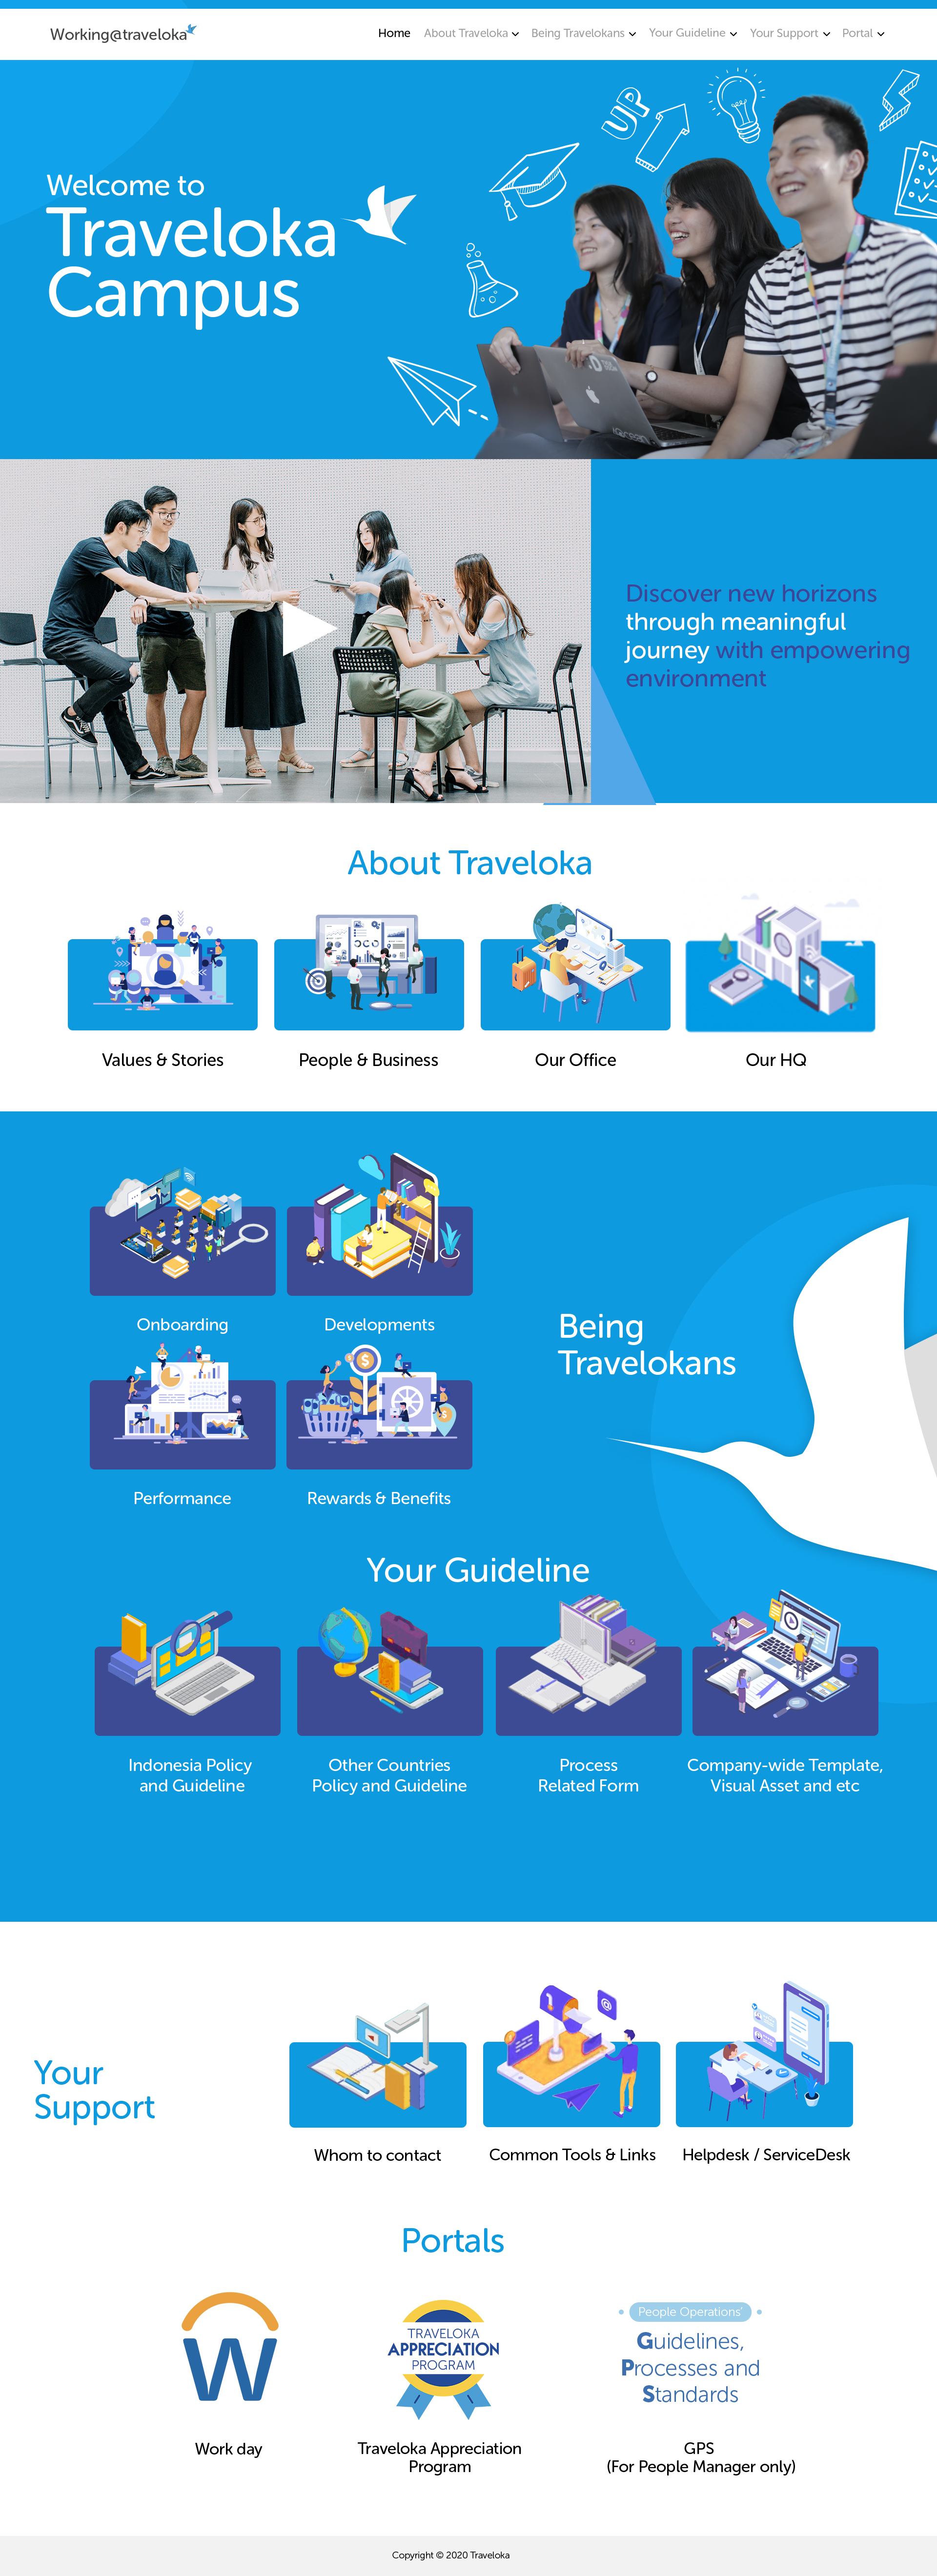 Working@traveloka
Home About Traveloka Being Travelokans Your Guideline Your Support Portal
UP
Welcome to
Traveloka
Campus
Discover new horizons
through meaningful
journey with empowering
environment
About Traveloka
Values & Stories
People & Business
Our Office
Our HQ
Onboarding
Developments
Being
Travelokans
Performance
Rewards & Benefits
Your Guideline
Indonesia Policy
and Guideline
Other Countries
Policy and Guideline
Process
Related Form
Company-wide Template,
Visual Asset and etc
Your
Support
Whom to contact
Common Tools & Links
Helpdesk / ServiceDesk
Portals
W
Work day
TRAVELOKA
APPRECIATION
PROGRAM
Traveloka Appreciation
Program
People Operations'
Guidelines,
Processes and
Standards
GPS
(For People Manager only)
Copyright © 2020 Traveloka